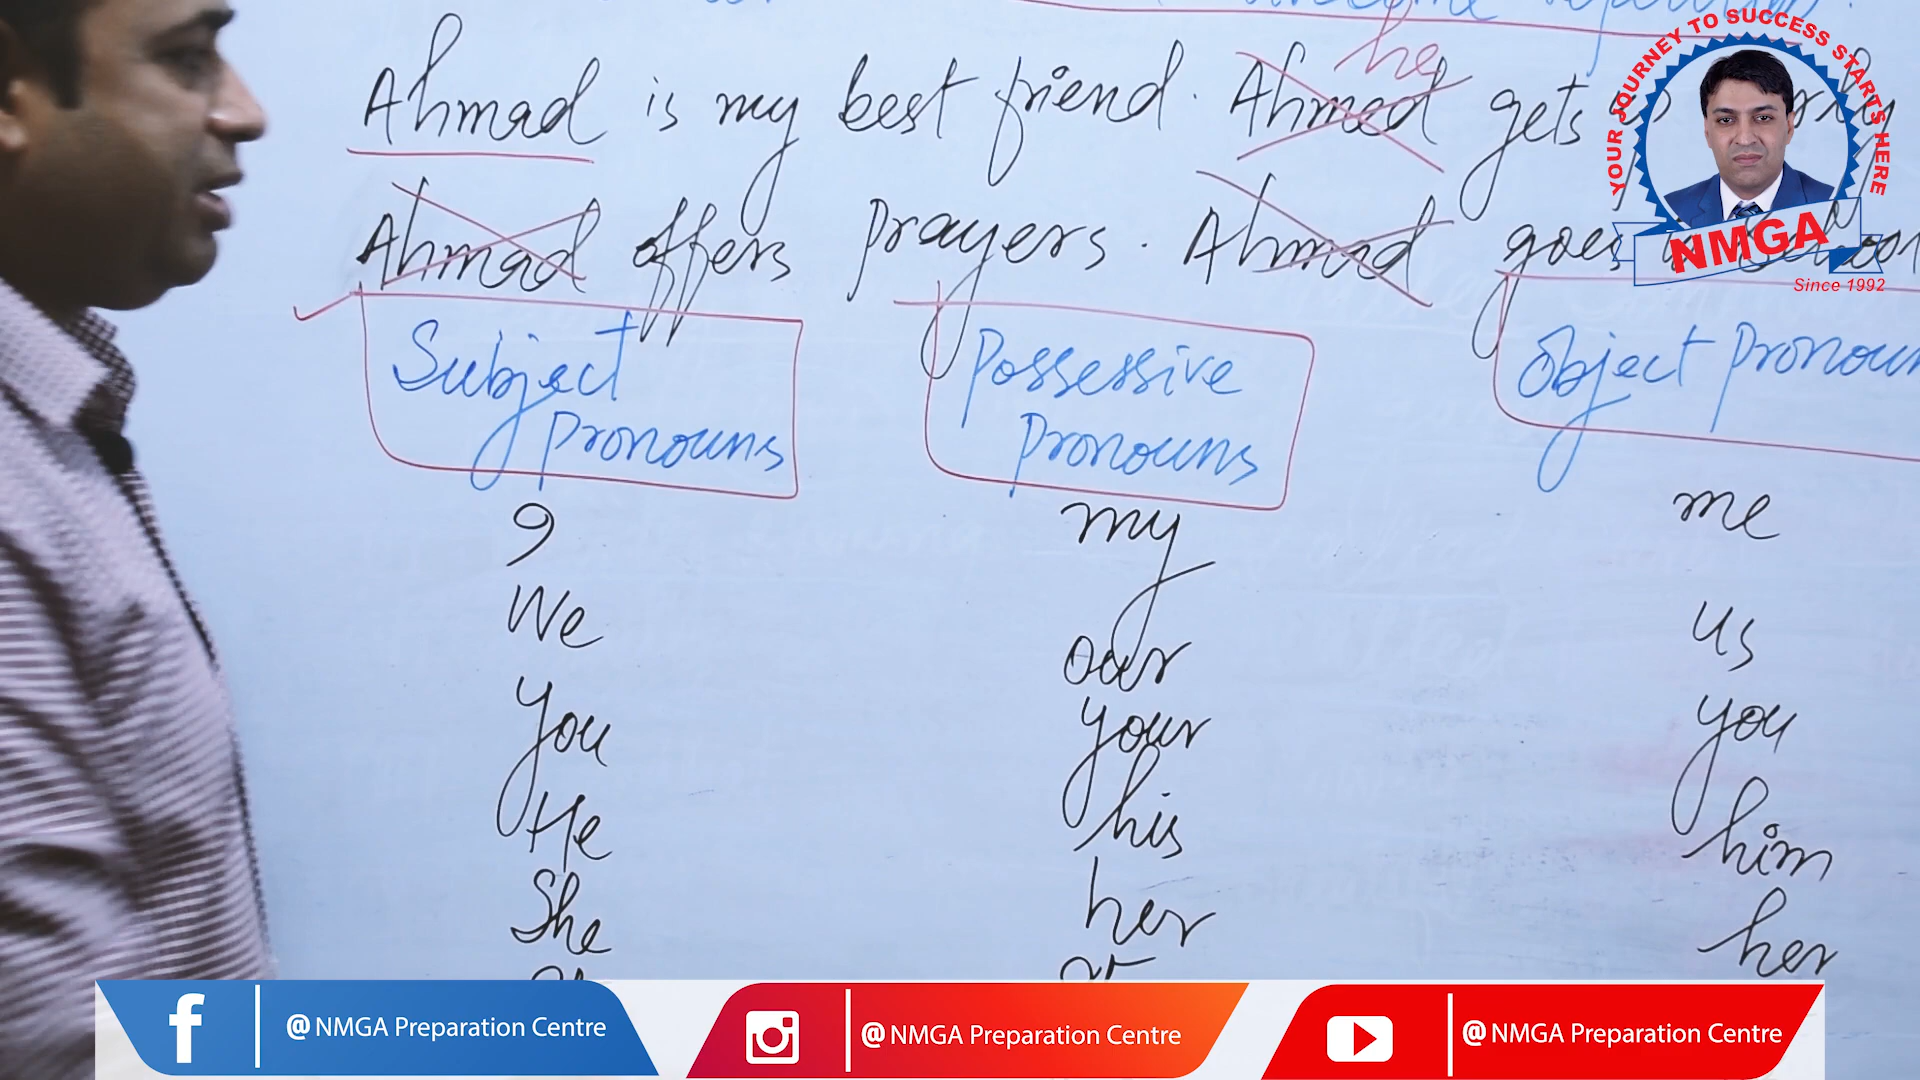 he
Ahmad is my best friend. Ahmad gets
Ahmad offers prayers. Ahmad goes
Subject Pronouns
Possessive Pronouns
Object Pronoun
I my me
We our us
You your you
He his him
She her her
YOUR JOURNEY TO SUCCESS STARTS HERE
NMGA
Since 1992
@NMGA Preparation Centre
@NMGA Preparation Centre
@NMGA Preparation Centre